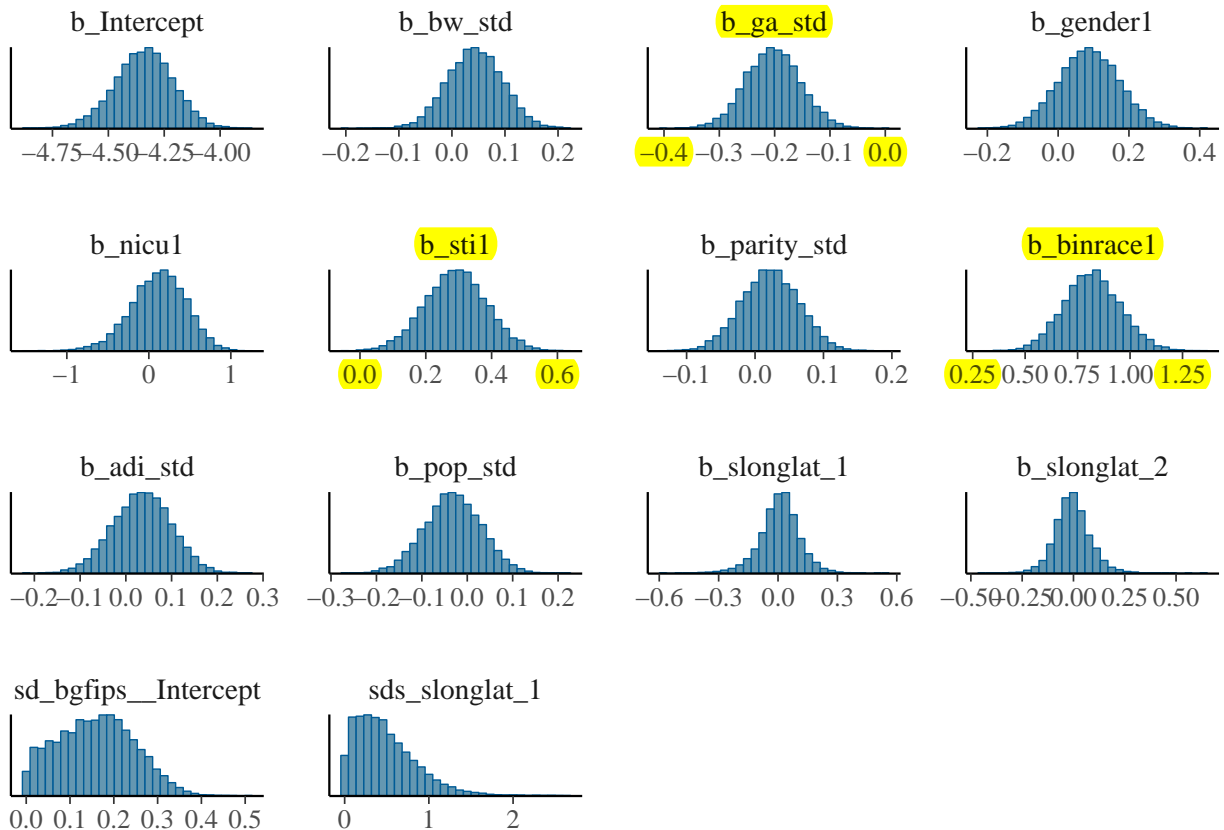 b_Intercept b_bw_std b_ga_std b_gender1
−4.75 −4.50 −4.25 −4.00 −0.2 −0.1 0.0 0.1 0.2 −0.4 −0.3 −0.2 −0.1 0.0 −0.2 0.0 0.2 0.4
b_nicu1 b_sti1 b_parity_std b_binrace1
−1 0 1 0.0 0.2 0.4 0.6 −0.1 0.0 0.1 0.2 0.25 0.50 0.75 1.00 1.25
b_adi_std b_pop_std b_slonglat_1 b_slonglat_2
−0.2 −0.1 0.0 0.1 0.2 0.3 −0.3 −0.2 −0.1 0.0 0.1 0.2 −0.6 −0.3 0.0 0.3 0.6 −0.50 −0.25 0.00 0.25 0.50
sd_bgfips__Intercept sds_slonglat_1
0.0 0.1 0.2 0.3 0.4 0.5 0 1 2